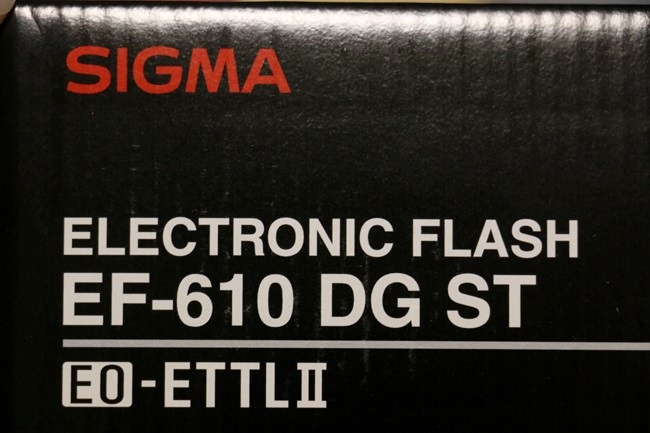 SIGMA
ELECTRONIC FLASH
EF-610 DG ST
EO-ETTL II